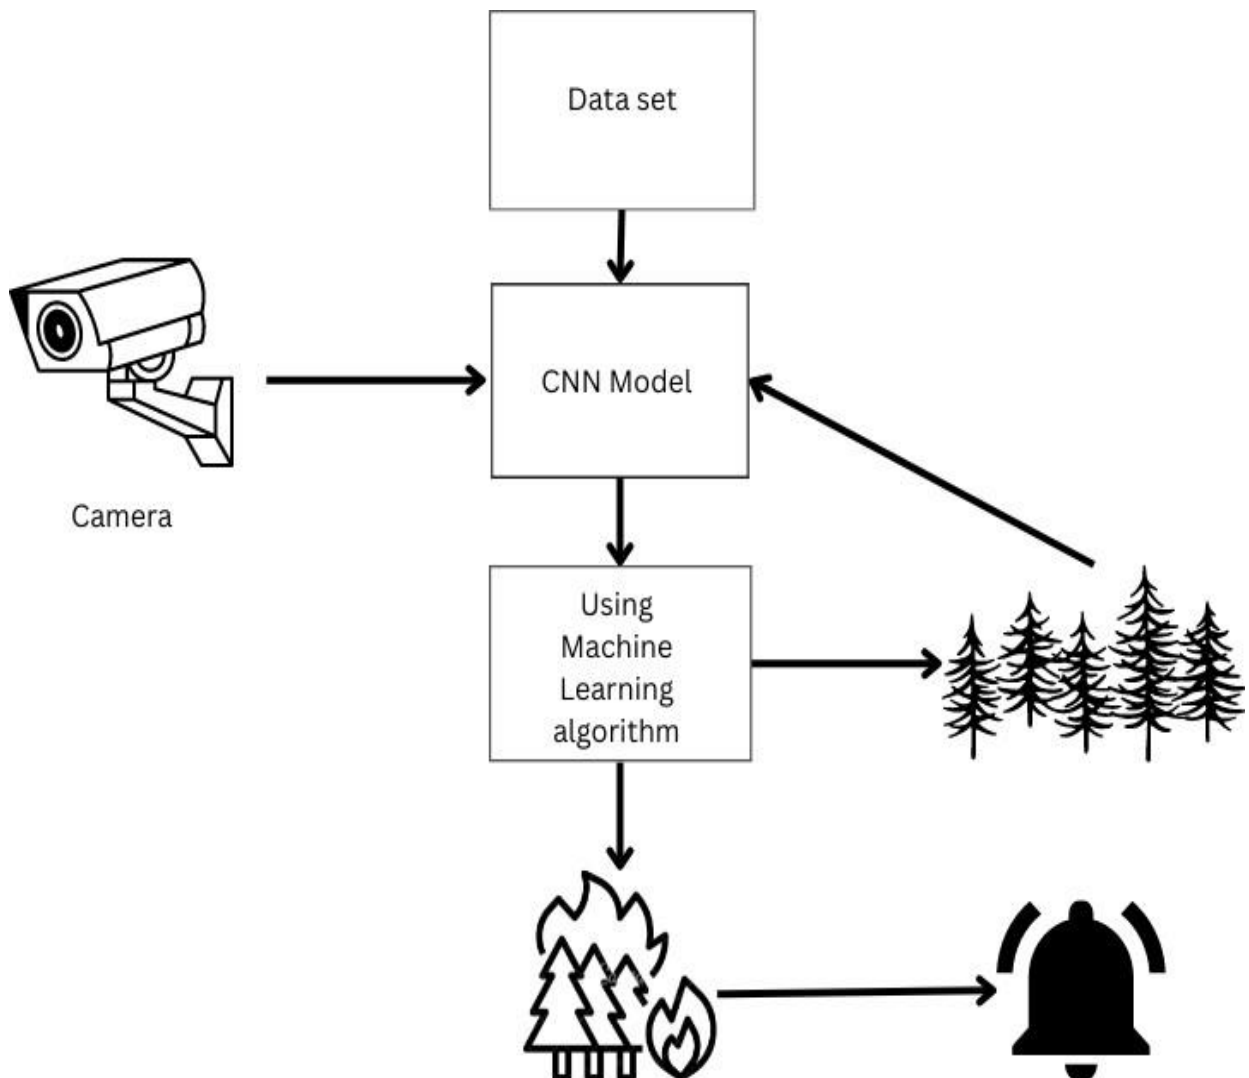 Data set
CNN Model
Camera
Using
Machine
Learning
algorithm